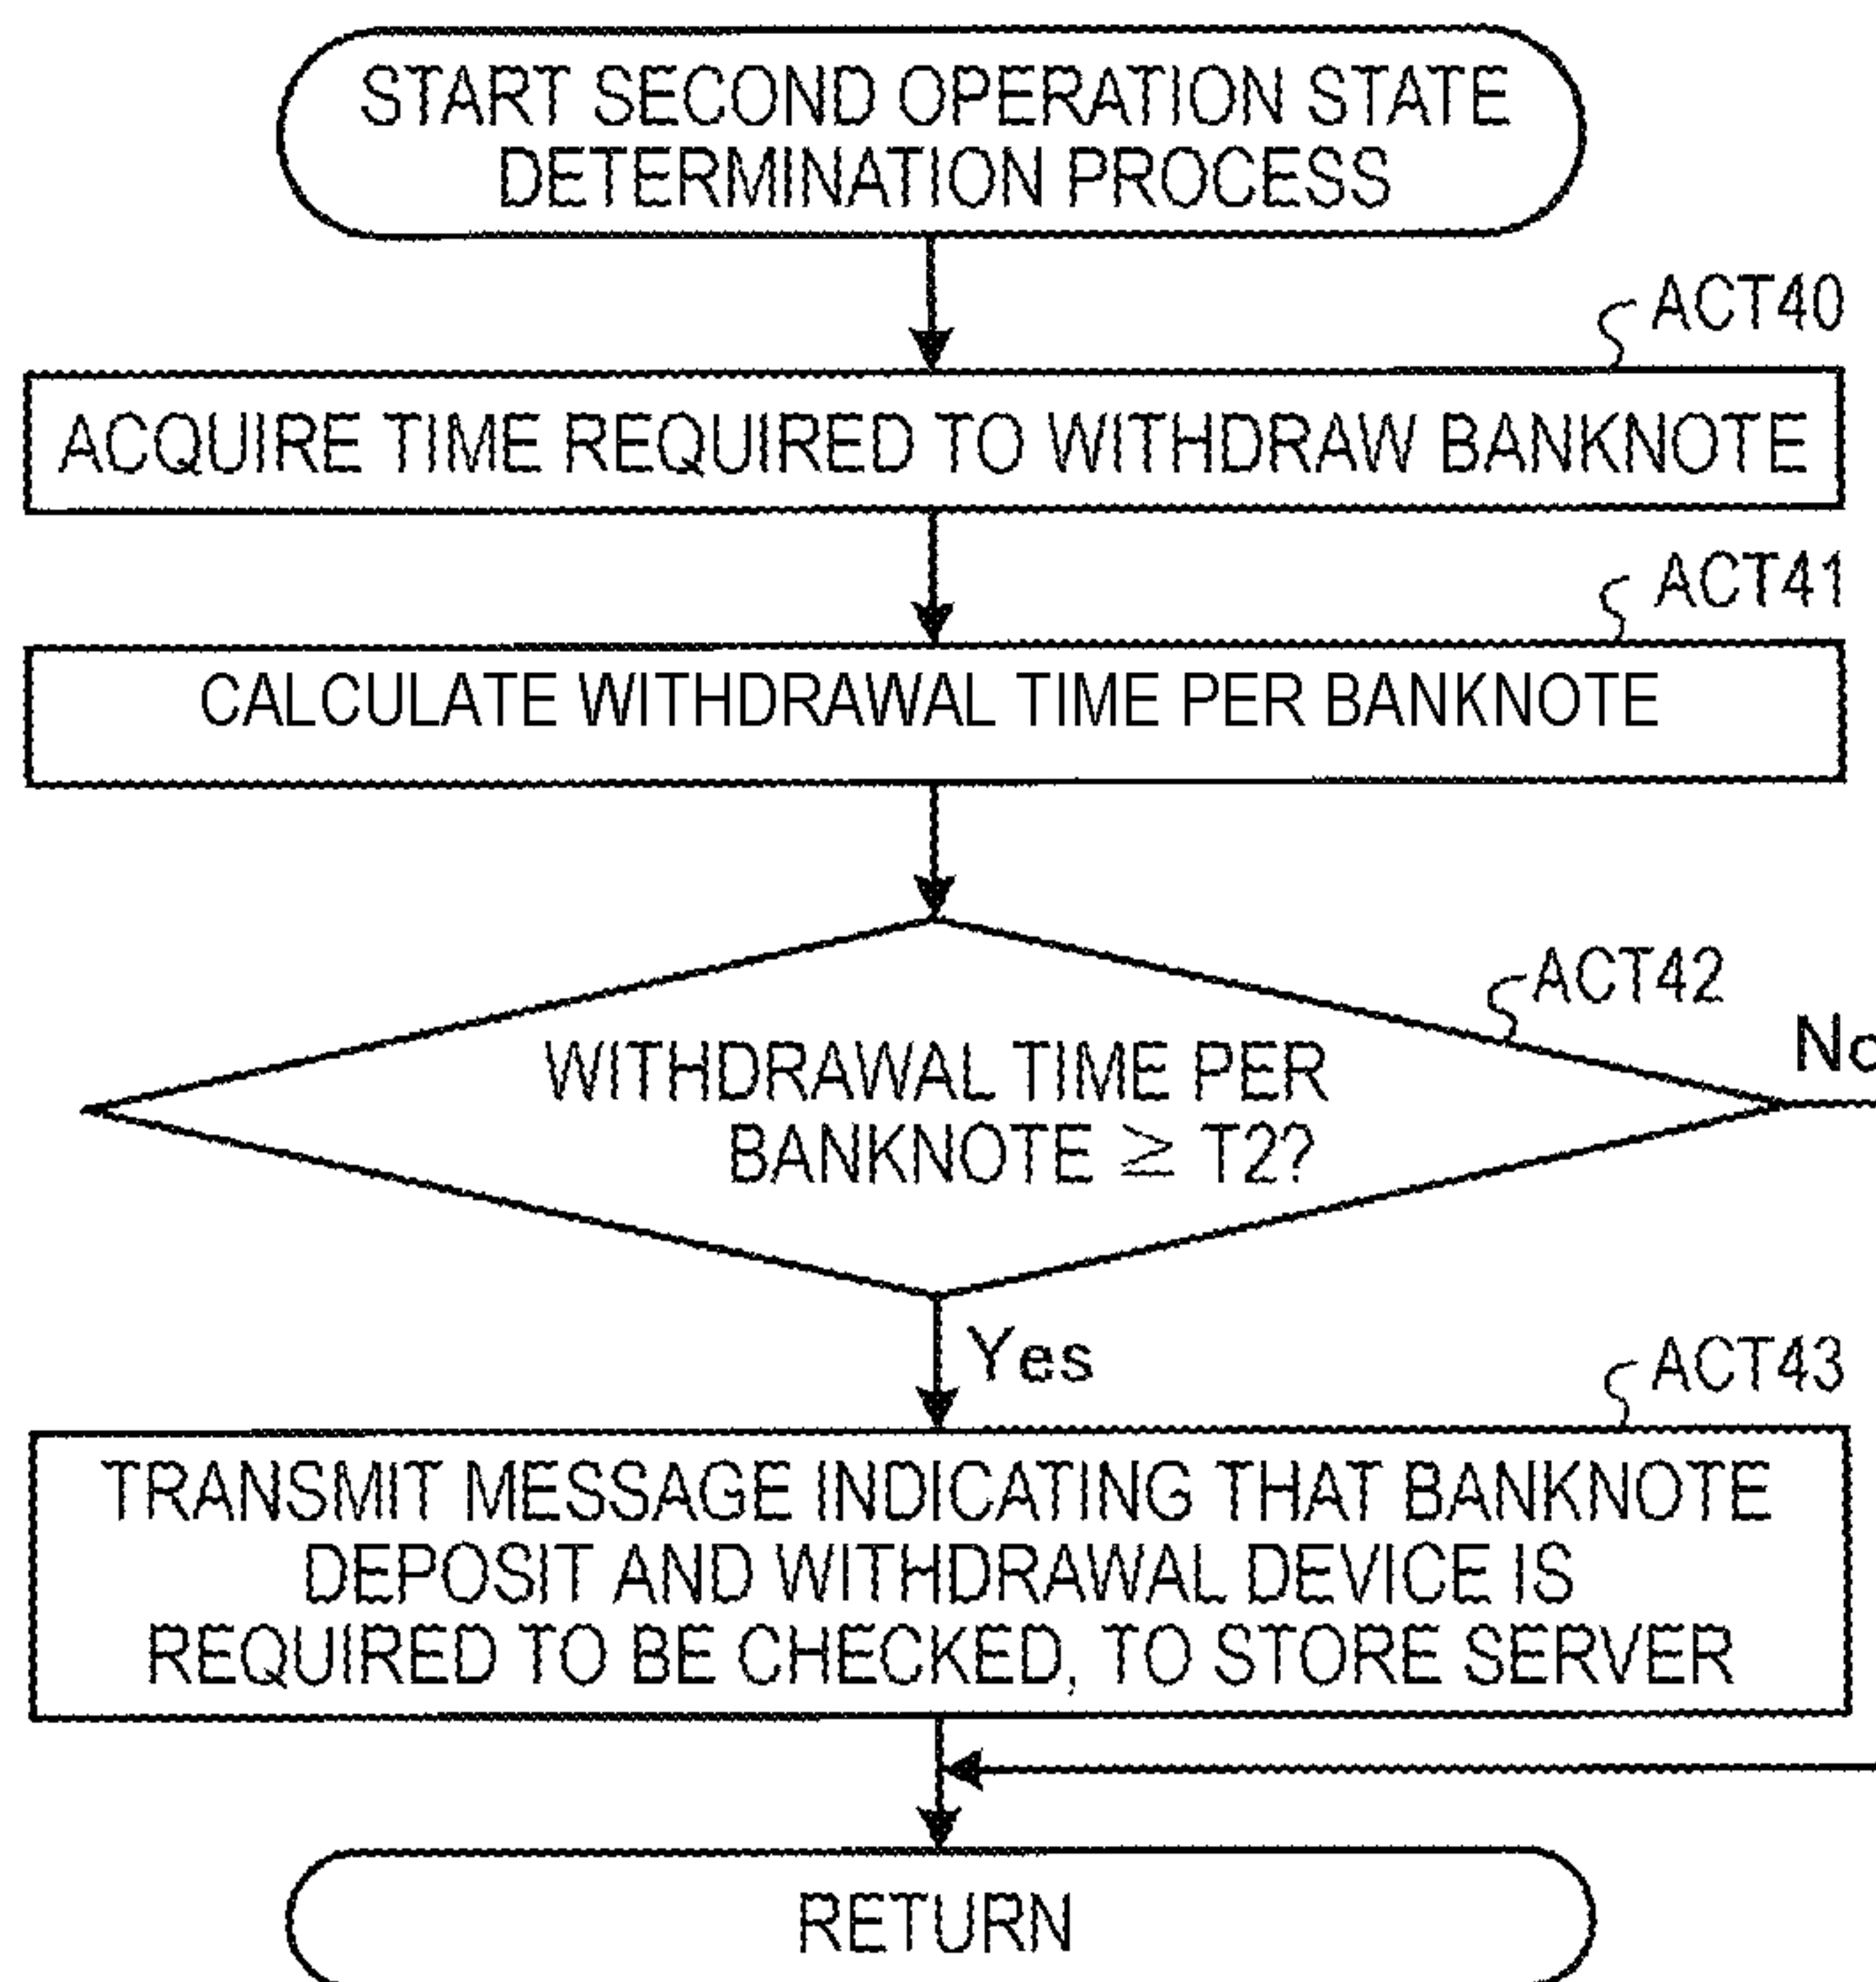 START SECOND OPERATION STATE
DETERMINATION PROCESS
ACT40
ACQUIRE TIME REQUIRED TO WITHDRAW BANKNOTE
ACT41
CALCULATE WITHDRAWAL TIME PER BANKNOTE
ACT42
No
WITHDRAWAL TIME PER
BANKNOTE ≧ T2?
Yes
ACT43
TRANSMIT MESSAGE INDICATING THAT BANKNOTE
DEPOSIT AND WITHDRAWAL DEVICE IS
REQUIRED TO BE CHECKED, TO STORE SERVER
RETURN